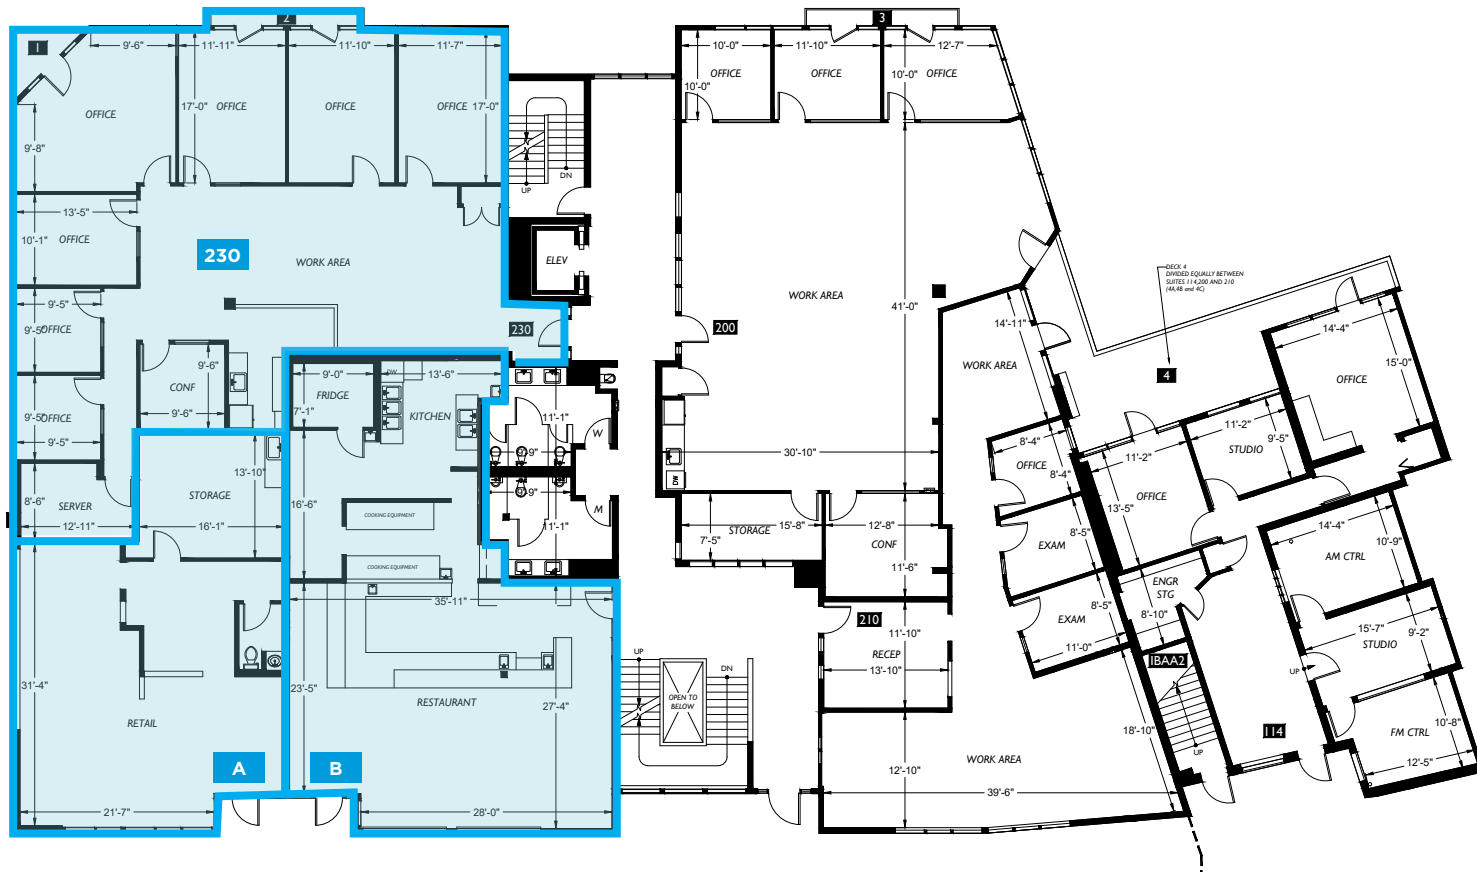 1
9'-6"
2
11'-11"
11'-10"
11'-7"
OFFICE
17'-0"
OFFICE
OFFICE
OFFICE
17'-0"
9'-8"
13'-5"
10'-1"
OFFICE
230
WORK AREA
9'-5"
9'-5"
OFFICE
9'-5"
OFFICE
9'-5"
CONF
9'-6"
9'-6"
230
UP
DN
ELEV
8'-6"
SERVER
12'-11"
STORAGE
13'-10"
16'-1"
9'-0"
FRIDGE
7'-1"
DW
13'-6"
KITCHEN
16'-6"
COOKING EQUIPMENT
COOKING EQUIPMENT
11'-1"
W
9'-9"
9'-9"
M
11'-1"
31'-4"
RETAIL
A
21'-7"
35'-11"
23'-5"
RESTAURANT
27'-4"
B
28'-0"
UP
DN
OPEN TO
BELOW
3
10'-0"
11'-10"
12'-7"
OFFICE
10'-0"
OFFICE
10'-0"
OFFICE
WORK AREA
41'-0"
200
30'-10"
DW
STORAGE
15'-8"
7'-5"
12'-8"
CONF
11'-6"
210
11'-10"
RECEP
13'-10"
WORK AREA
12'-10"
39'-6"
18'-10"
14'-11"
WORK AREA
8'-4"
OFFICE
8'-4"
8'-5"
EXAM
8'-5"
EXAM
11'-0"
DECK 4
DIVIDED EQUALLY BETWEEN
SUITES 114,200 AND 210
(4A,4B and 4C)
4
14'-4"
15'-0"
OFFICE
11'-2"
9'-5"
STUDIO
11'-2"
OFFICE
13'-5"
ENGR
STG
8'-10"
IBAA2
UP
14'-4"
10'-9"
AM CTRL
15'-7"
9'-2"
STUDIO
UP
10'-8"
FM CTRL
12'-5"
114